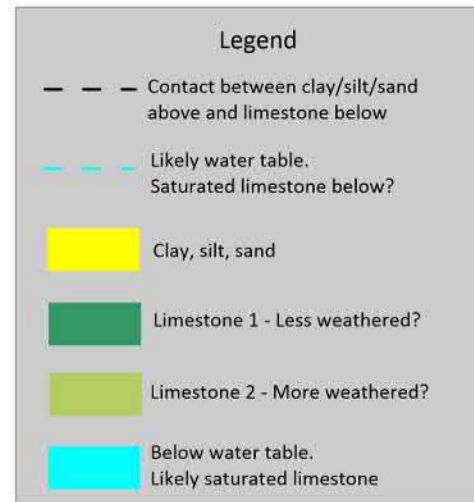 Legend
Contact between clay/silt/sand
above and limestone below
Likely water table.
Saturated limestone below?
Clay, silt, sand
Limestone 1 - Less weathered?
Limestone 2 - More weathered?
Below water table.
Likely saturated limestone